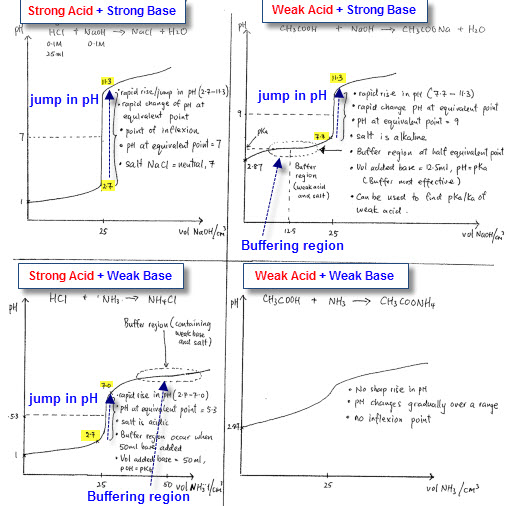 Strong Acid + Strong Base
HCl + NaOH → NaCl + H2O
0.1M 0.1M
25ml
pH
11.3
jump in pH
• rapid rise/jump in pH (2.7-11.3)
• rapid change of pH at
equivalent point
• point of inflexion
• pH at equivalent point = 7
• salt NaCl = neutral, 7
7
2.7
1
25
vol NaOH/cm³
Weak Acid + Strong Base
CH3COOH + NaOH → CH3COONa + H2O
pH
11.3
jump in pH
• rapid rise in pH (7.7 - 11.3)
• rapid change pH at equivalent point
• pH at equivalent point = 9
• salt is alkaline
• Buffer region at half equivalent point
• Vol added base = 12.5ml, pH = pKa
(Buffer most effective)
• Can be used to find pKa/Ka of
weak acid.
9
pKa
7.7
2.87
Buffer
region
(weak acid
and salt)
12.5
25
vol NaOH/cm³
Buffering region
Strong Acid + Weak Base
HCl + NH3 → NH4Cl
pH
Buffer region (containing
weak base
and salt)
7.0
jump in pH
• rapid rise in pH (2.7-7.0)
• pH at equivalent point = 5.3
• salt is acidic
• Buffer region occur when
50ml base added
• Vol added base = 50ml,
pOH = pKb
5.3
2.7
1
25
50
vol NH3/cm³
Buffering region
Weak Acid + Weak Base
CH3COOH + NH3 → CH3COONH4
pH
• No sharp rise in pH
• pH changes gradually over a range
• no inflexion point
2.87
25
vol NH3/cm³